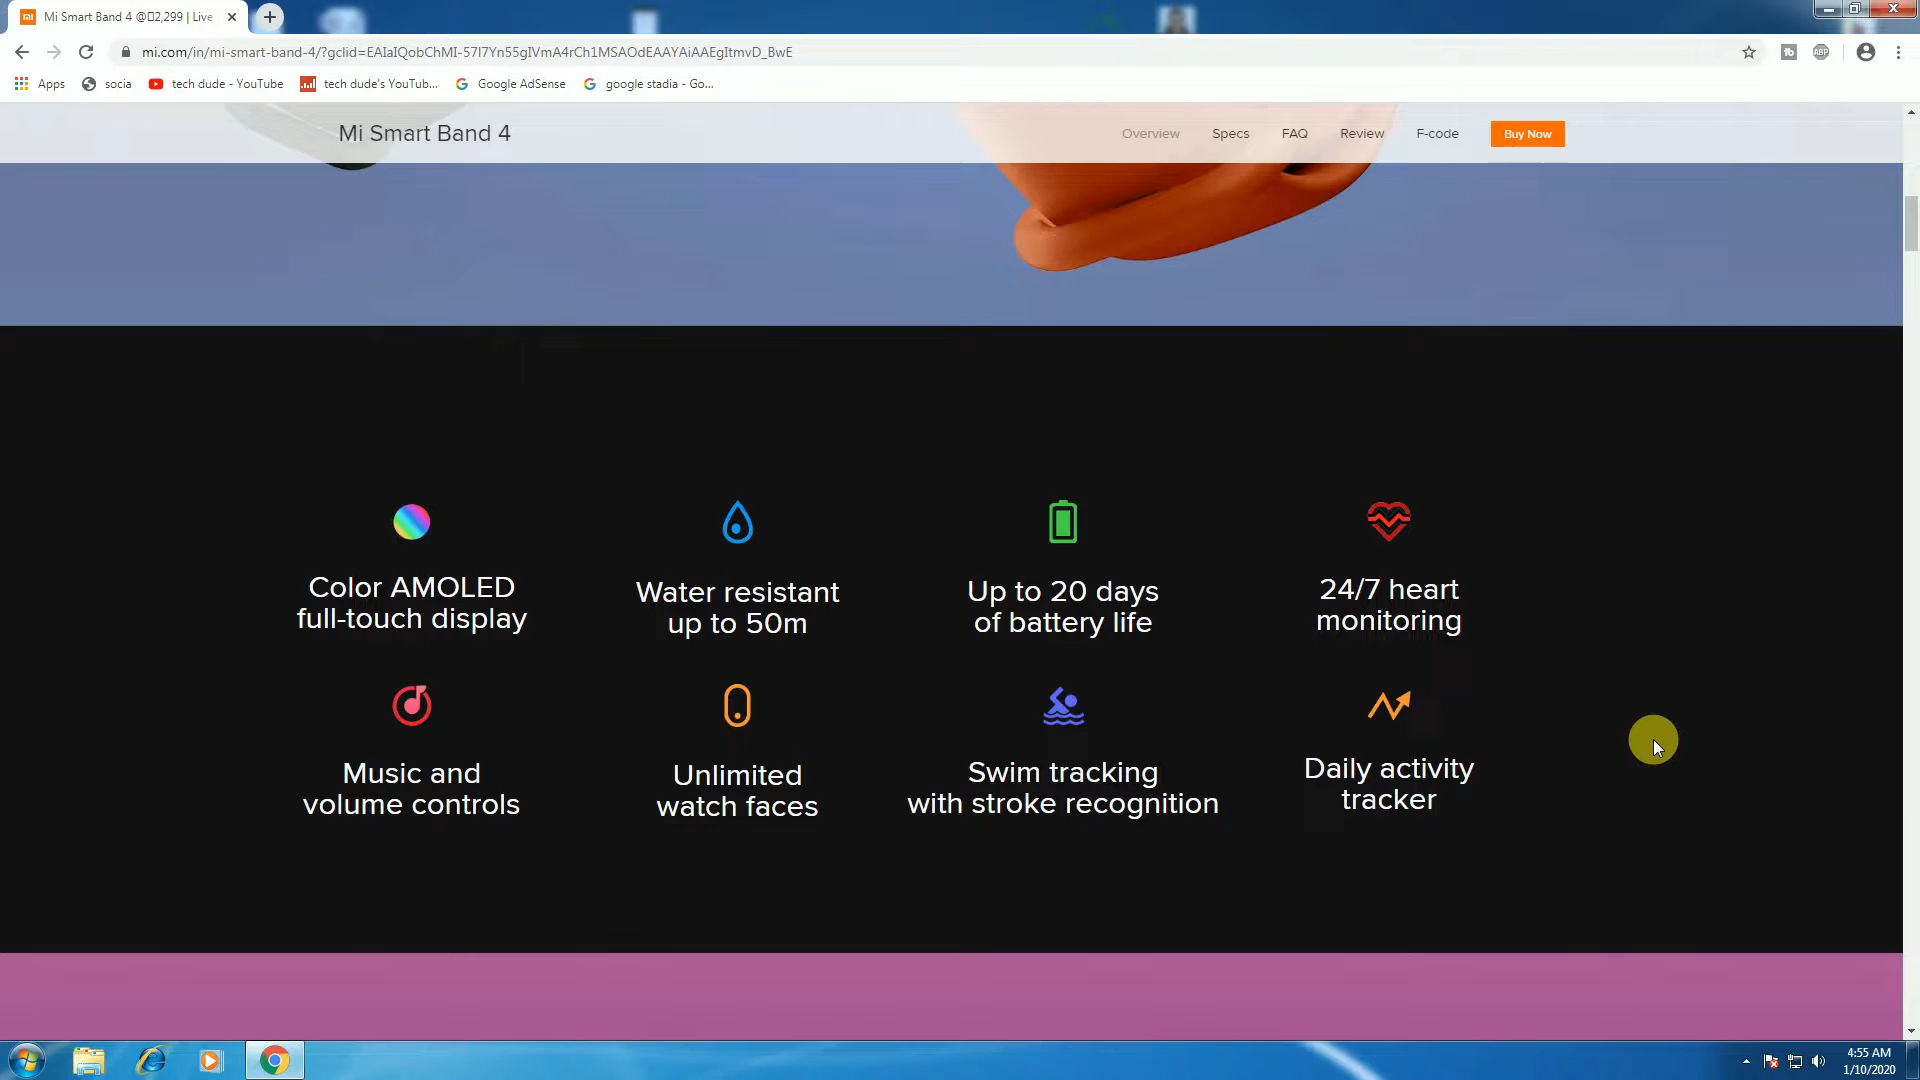 Mi Smart Band 4 @₹2,299 | Live
mi.com/in/mi-smart-band-4/?gclid=EAIaIQobChMI-57I7Yn55gIVmA4rCh1MSAOdEAAYAiAAEgItmvD_BwE
Apps
socia
tech dude - YouTube
tech dude's YouTub...
Google AdSense
google stadia - Go...
Mi Smart Band 4
Overview
Specs
FAQ
Review
F-code
Buy Now
Color AMOLED
full-touch display
Water resistant
up to 50m
Up to 20 days
of battery life
24/7 heart
monitoring
Music and
volume controls
Unlimited
watch faces
Swim tracking
with stroke recognition
Daily activity
tracker
4:55 AM
1/10/2020